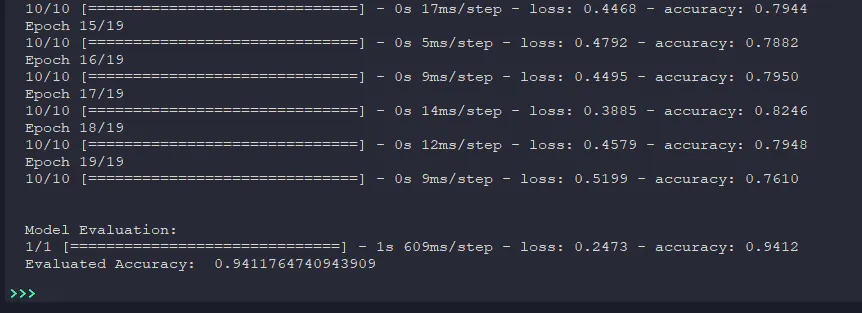 10/10 [==============================] - 0s 17ms/step - loss: 0.4468 - accuracy: 0.7944
Epoch 15/19
10/10 [==============================] - 0s 5ms/step - loss: 0.4792 - accuracy: 0.7882
Epoch 16/19
10/10 [==============================] - 0s 9ms/step - loss: 0.4495 - accuracy: 0.7950
Epoch 17/19
10/10 [==============================] - 0s 14ms/step - loss: 0.3885 - accuracy: 0.8246
Epoch 18/19
10/10 [==============================] - 0s 12ms/step - loss: 0.4579 - accuracy: 0.7948
Epoch 19/19
10/10 [==============================] - 0s 9ms/step - loss: 0.5199 - accuracy: 0.7610
Model Evaluation:
1/1 [==============================] - 1s 609ms/step - loss: 0.2473 - accuracy: 0.9412
Evaluated Accuracy:  0.9411764740943909
>>>